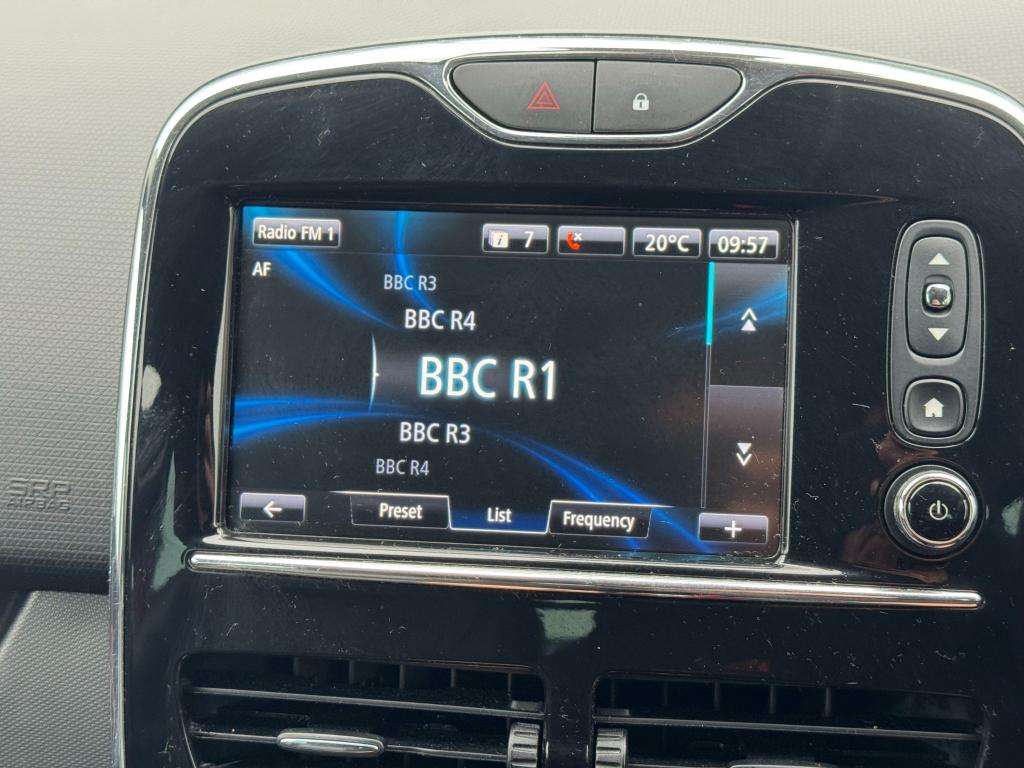 Radio FM 1
7
20°C
09:57
AF
BBC R3
BBC R4
BBC R1
BBC R3
BBC R4
Preset
List
Frequency
SRP